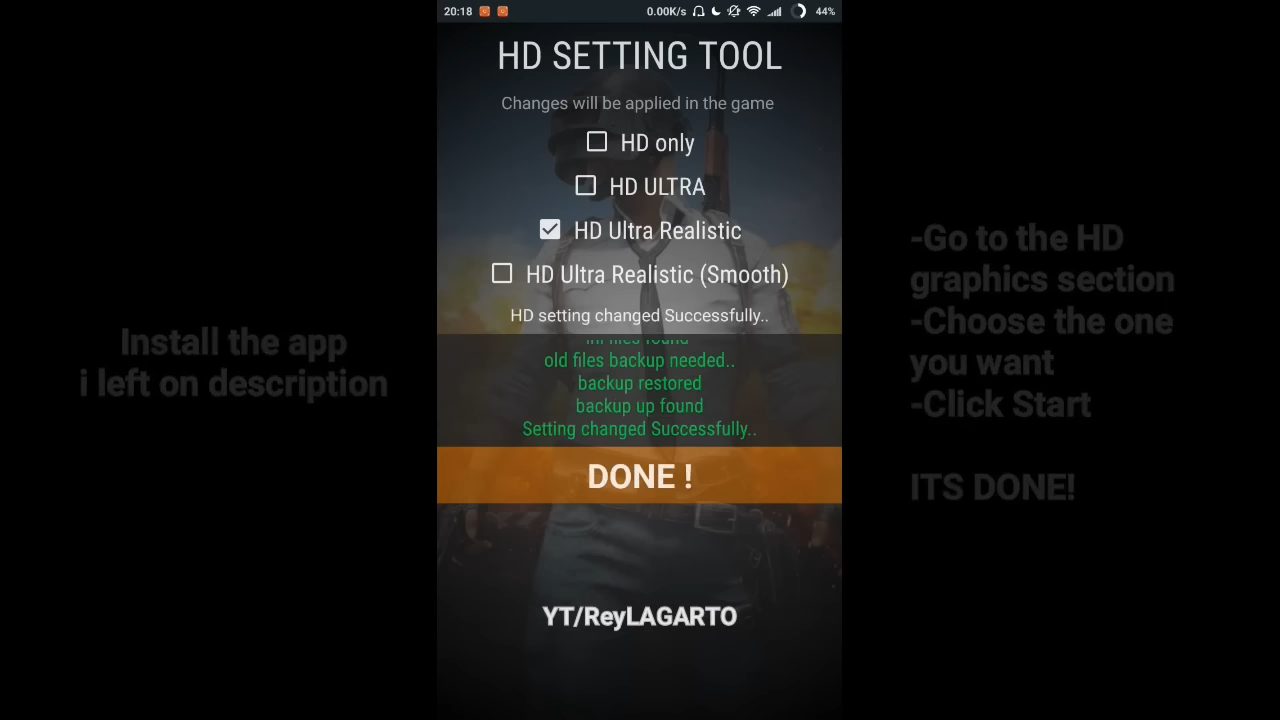 20:18 0.00K/s 44%
HD SETTING TOOL
Changes will be applied in the game
HD only
HD ULTRA
HD Ultra Realistic
HD Ultra Realistic (Smooth)
HD setting changed Successfully..
ini files found
old files backup needed..
backup restored
backup up found
Setting changed Successfully..
DONE !
YT/ReyLAGARTO
Install the app
i left on description
-Go to the HD
graphics section
-Choose the one
you want
-Click Start
ITS DONE!